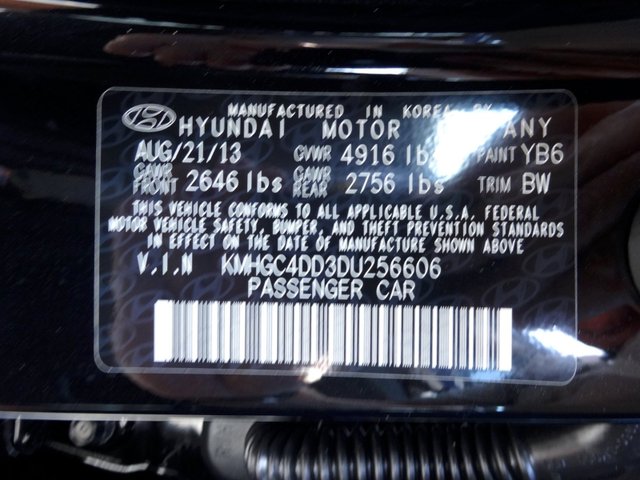 MANUFACTURED IN KOREA BY
HYUNDAI MOTOR ANY
AUG/21/13 GVWR 4916 lb PAINT YB6
GAWR FRONT 2646 lbs GAWR REAR 2756 lbs TRIM BW
THIS VEHICLE CONFORMS TO ALL APPLICABLE U.S.A. FEDERAL
MOTOR VEHICLE SAFETY, BUMPER, AND THEFT PREVENTION STANDARDS
IN EFFECT ON THE DATE OF MANUFACTURE SHOWN ABOVE
V.I.N KMHGC4DD3DU256606
PASSENGER CAR